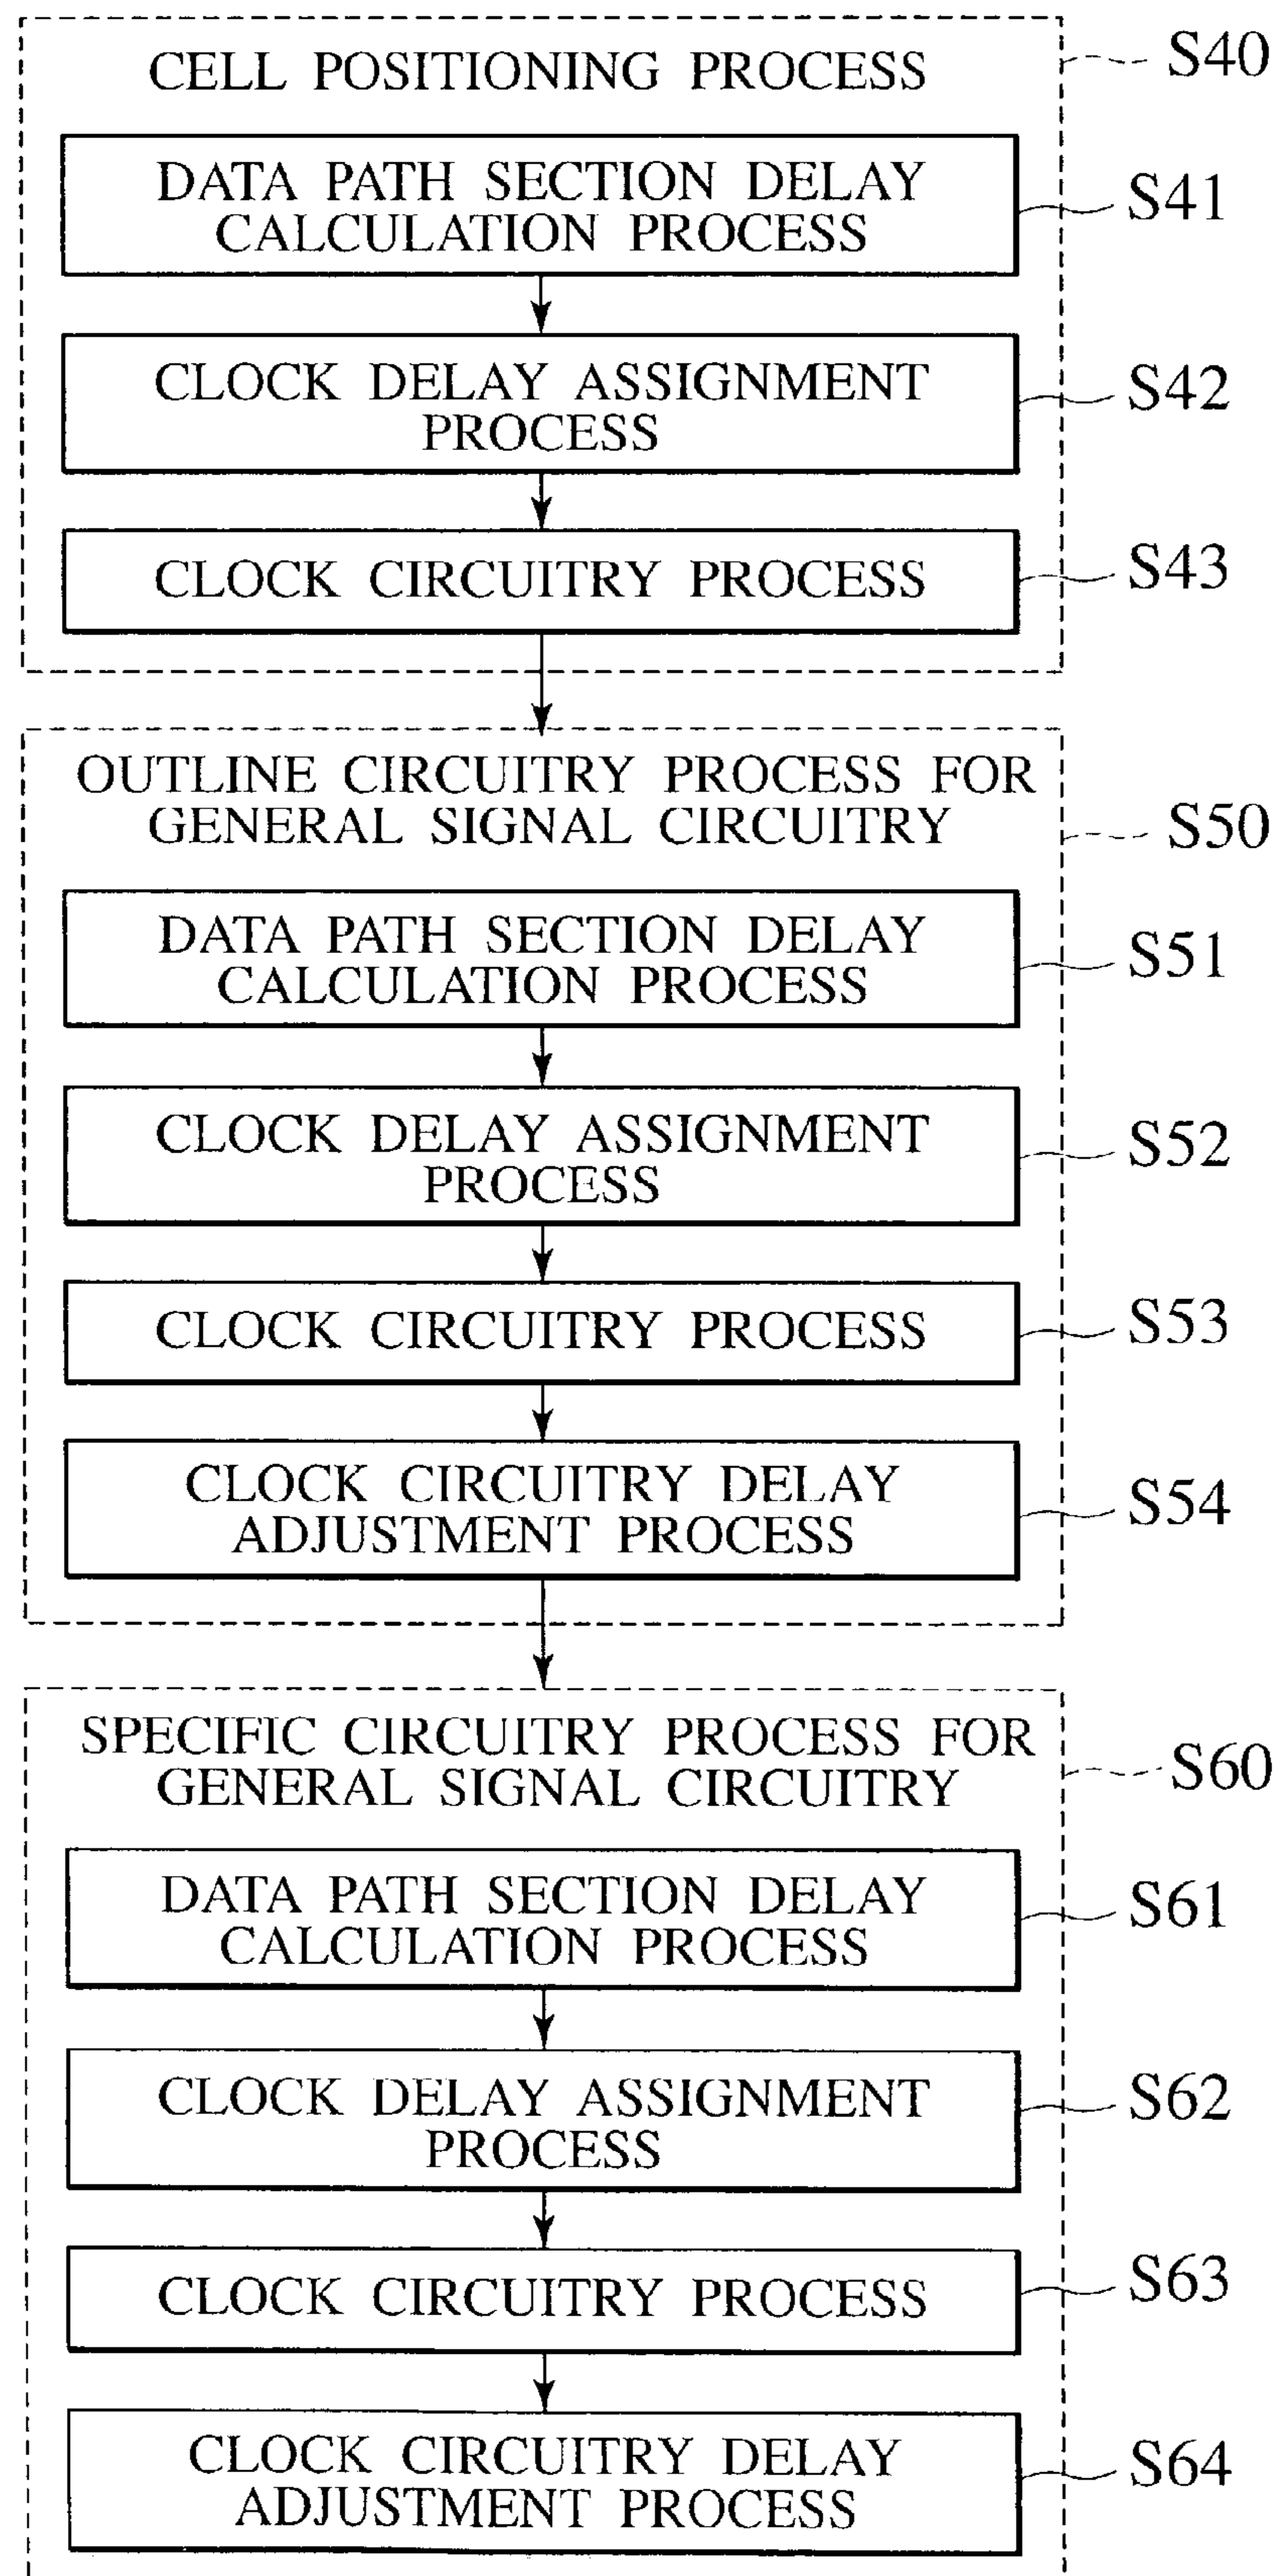 CELL POSITIONING PROCESS
S40
DATA PATH SECTION DELAY
CALCULATION PROCESS
S41
CLOCK DELAY ASSIGNMENT
PROCESS
S42
CLOCK CIRCUITRY PROCESS
S43
OUTLINE CIRCUITRY PROCESS FOR
GENERAL SIGNAL CIRCUITRY
S50
DATA PATH SECTION DELAY
CALCULATION PROCESS
S51
CLOCK DELAY ASSIGNMENT
PROCESS
S52
CLOCK CIRCUITRY PROCESS
S53
CLOCK CIRCUITRY DELAY
ADJUSTMENT PROCESS
S54
SPECIFIC CIRCUITRY PROCESS FOR
GENERAL SIGNAL CIRCUITRY
S60
DATA PATH SECTION DELAY
CALCULATION PROCESS
S61
CLOCK DELAY ASSIGNMENT
PROCESS
S62
CLOCK CIRCUITRY PROCESS
S63
CLOCK CIRCUITRY DELAY
ADJUSTMENT PROCESS
S64